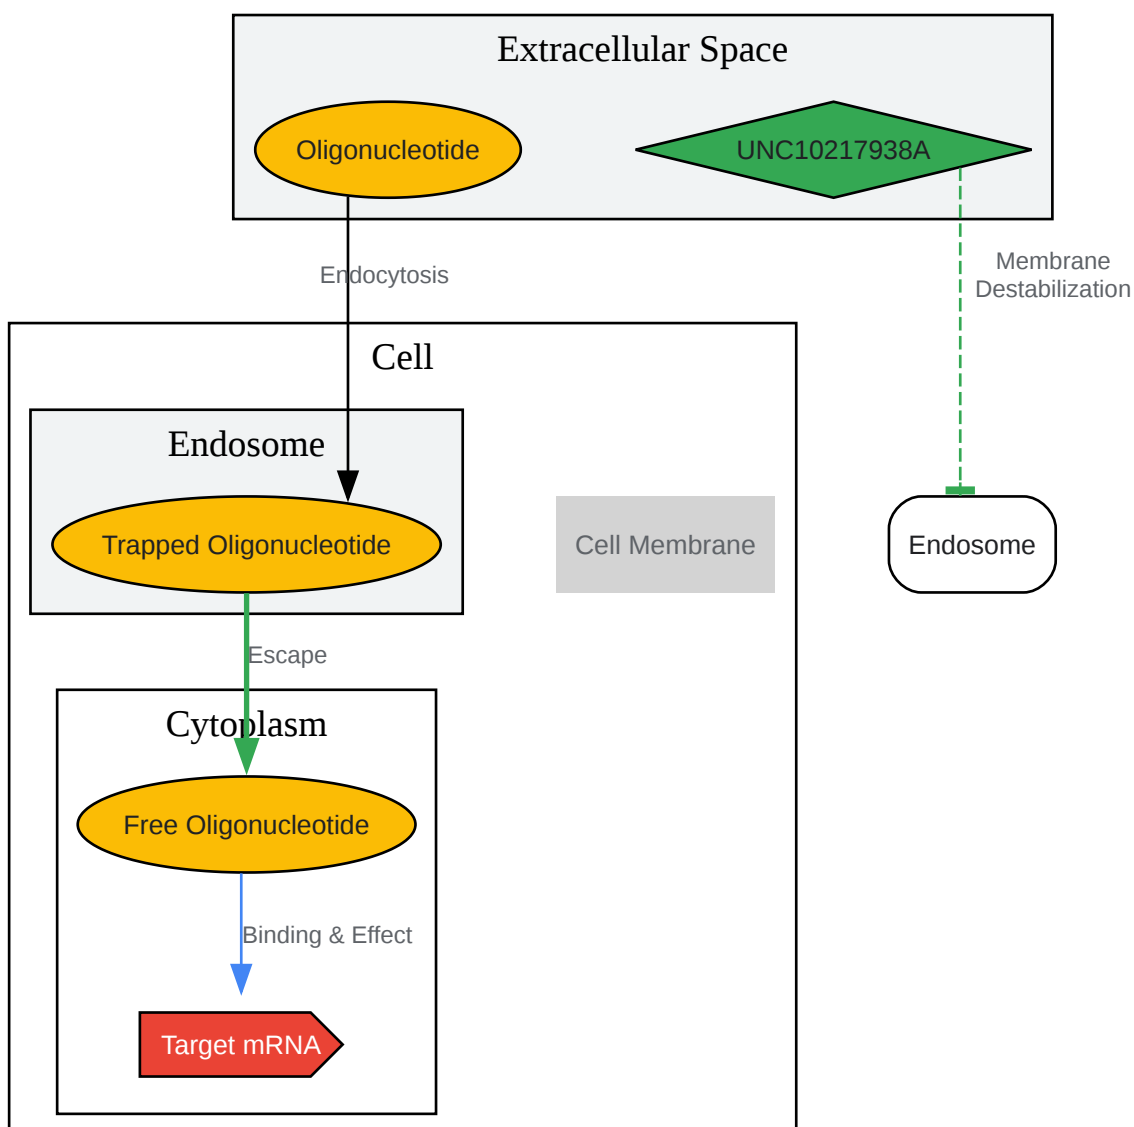 Extracellular Space
Oligonucleotide
UNC10217938A
Endocytosis
Membrane
Destabilization
Cell
Endosome
Trapped Oligonucleotide
Cell Membrane
Endosome
Escape
Cytoplasm
Free Oligonucleotide
Binding & Effect
Target mRNA